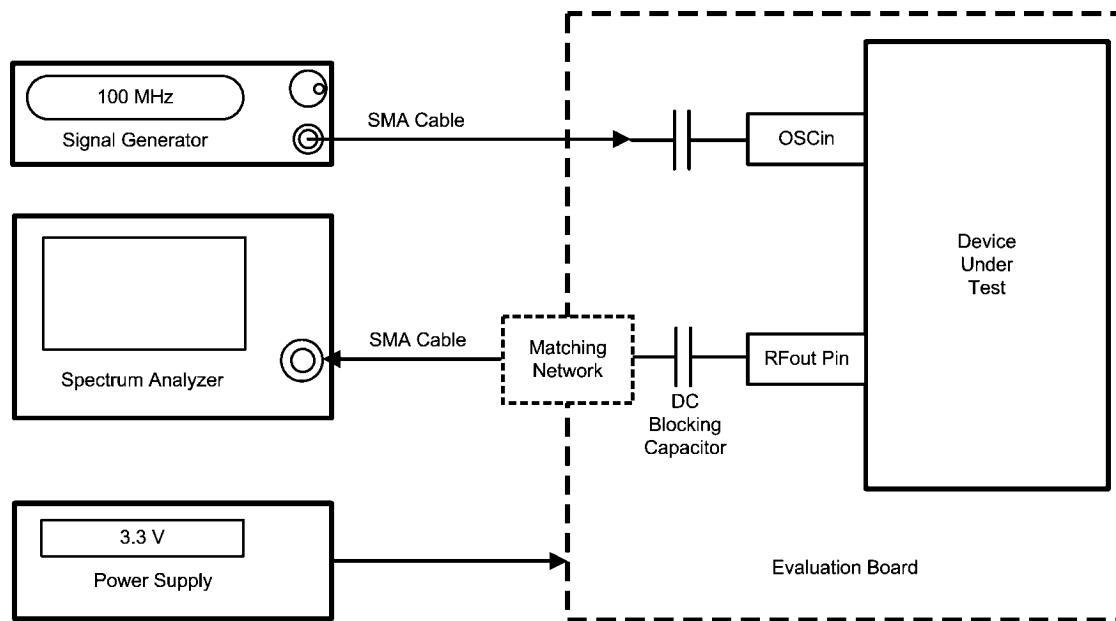 100 MHz
Signal Generator
SMA Cable
OSCin
Device
Under
Test
SMA Cable
Matching
Network
RFout Pin
Spectrum Analyzer
DC
Blocking
Capacitor
3.3 V
Power Supply
Evaluation Board